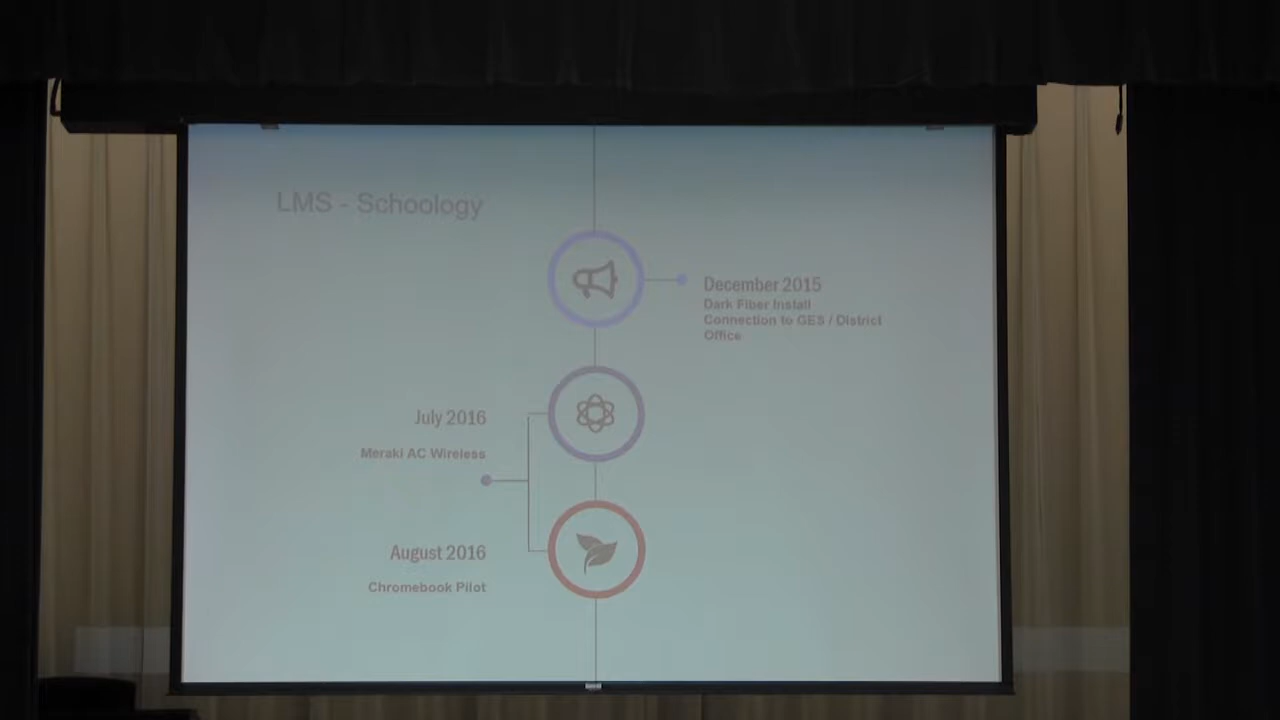 LMS - Schoology
December 2015
Dark Fiber Install
Connection to GES / District
Office
July 2016
Meraki AC Wireless
August 2016
Chromebook Pilot